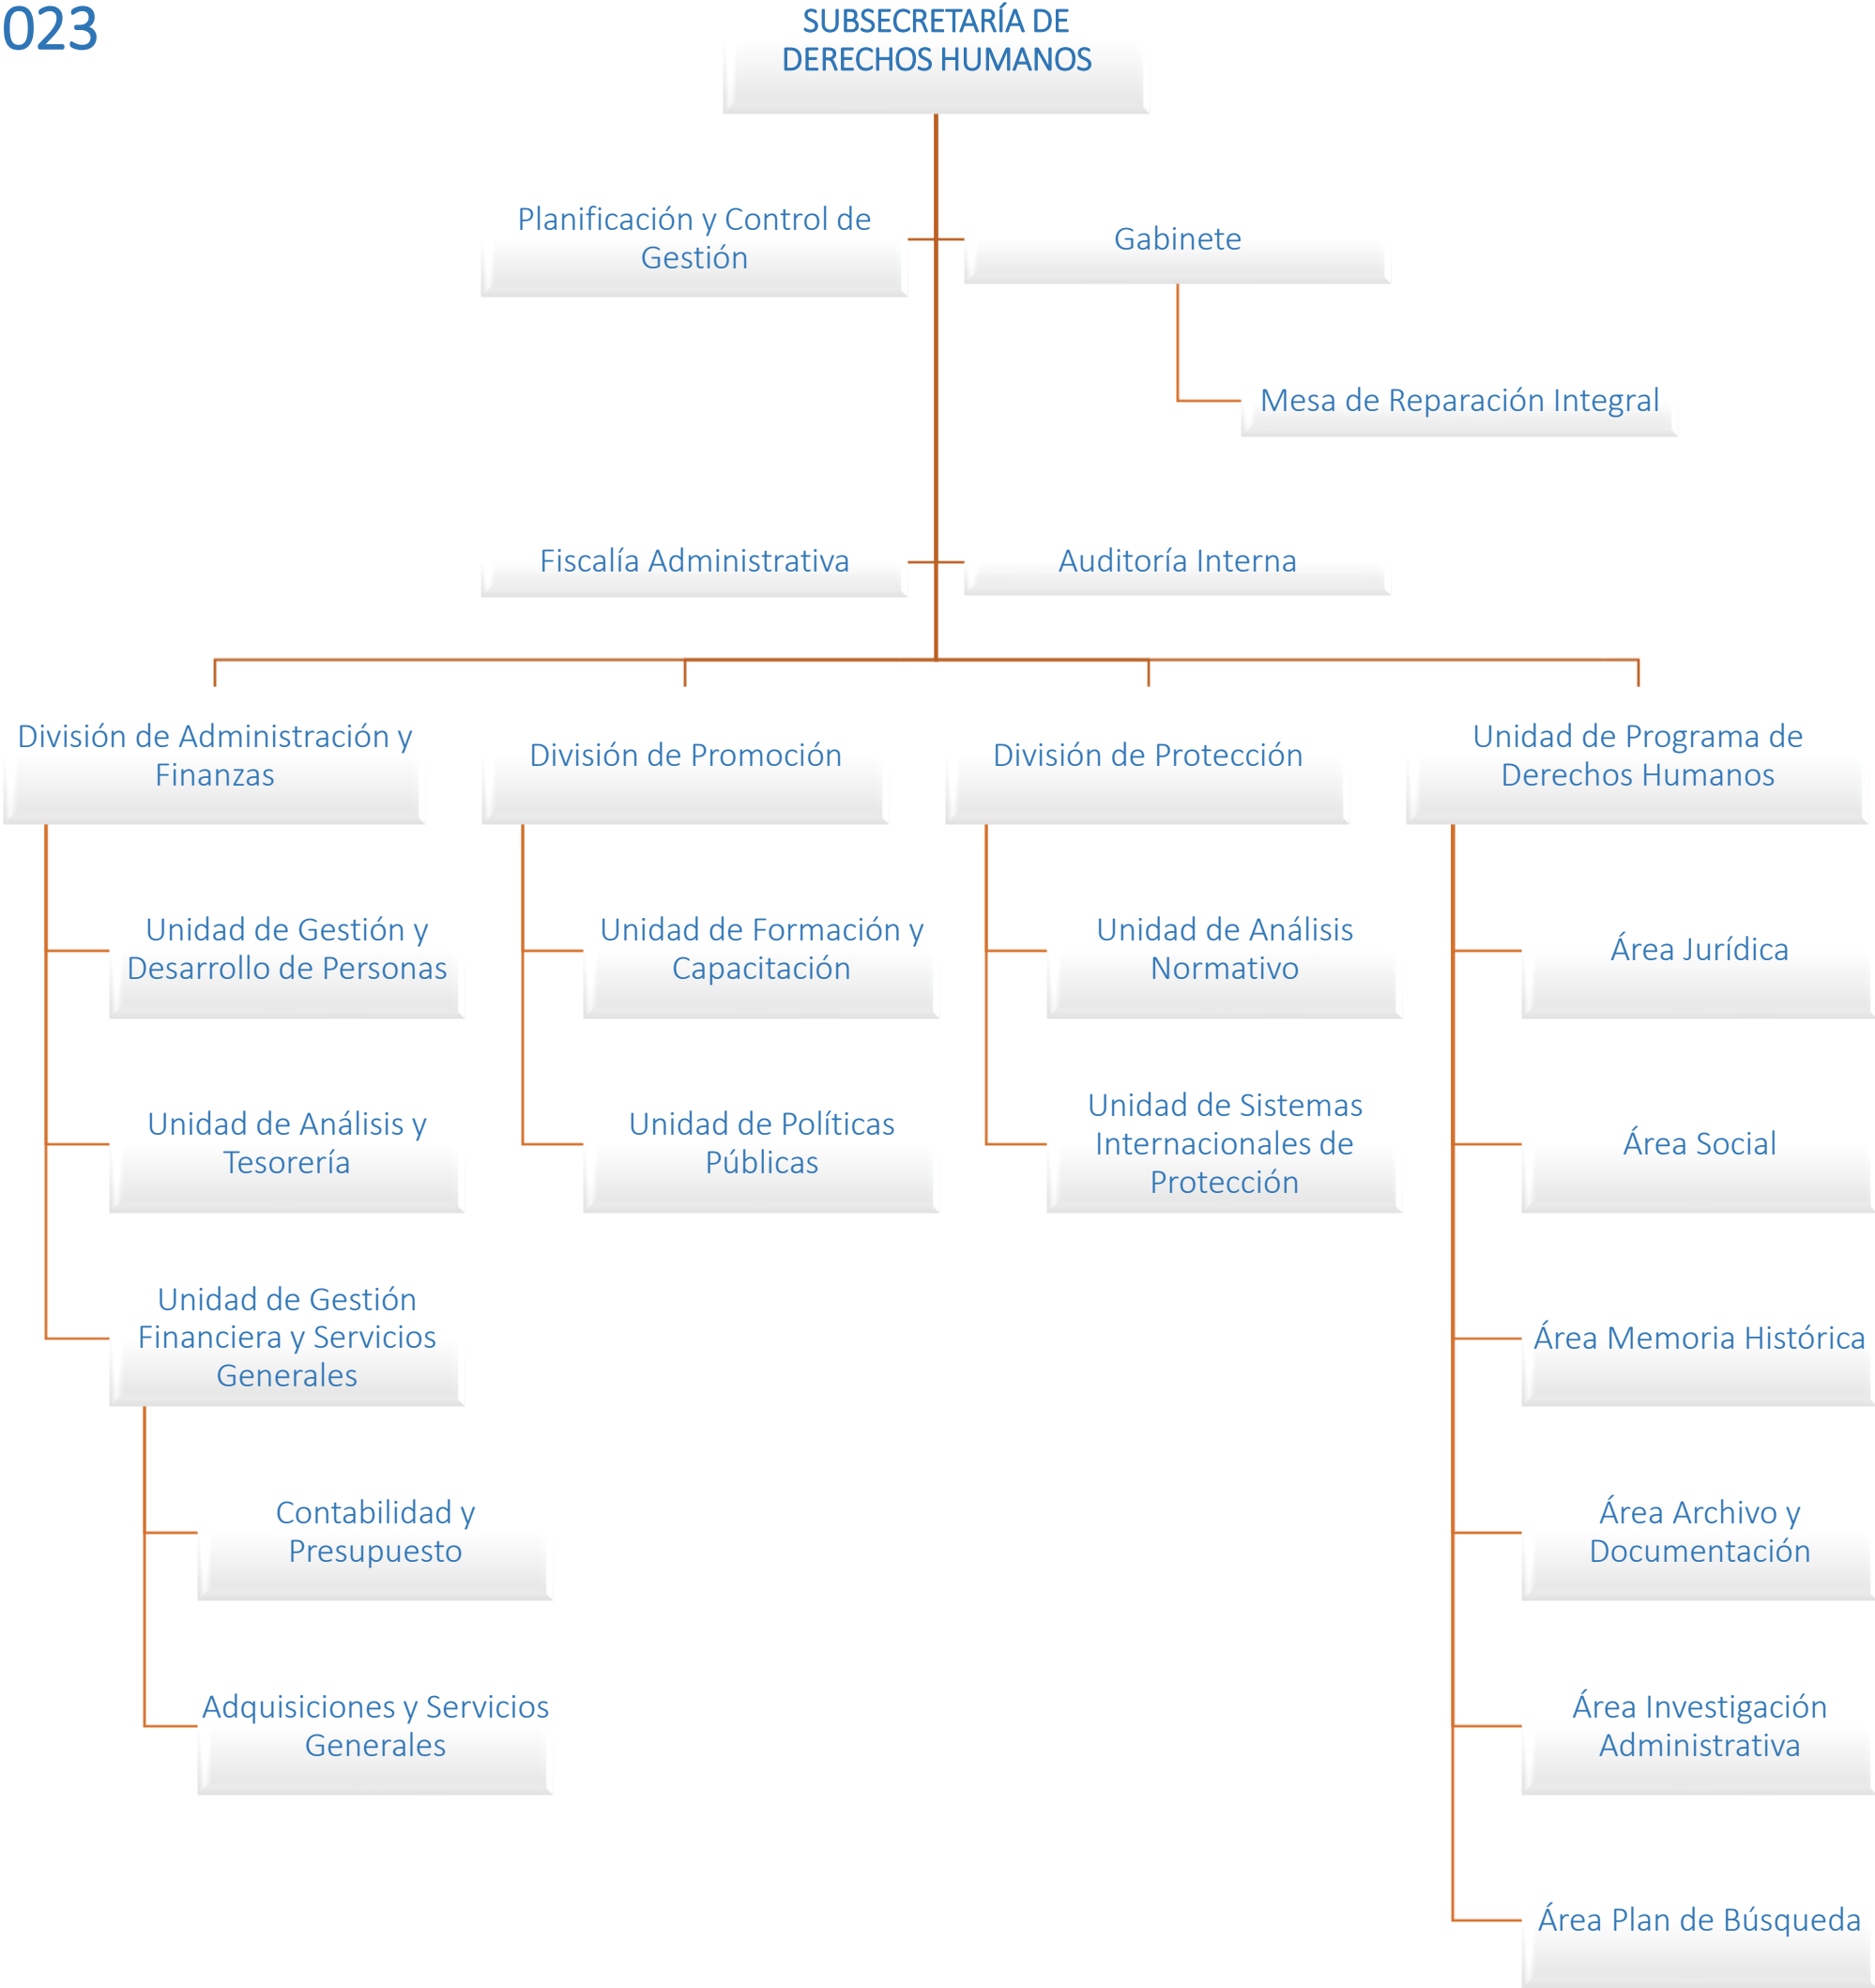 023
SUBSECRETARÍA DE
DERECHOS HUMANOS
Planificación y Control de
Gestión
Gabinete
Mesa de Reparación Integral
Fiscalía Administrativa
Auditoría Interna
División de Administración y
Finanzas
División de Promoción
División de Protección
Unidad de Programa de
Derechos Humanos
Unidad de Gestión y
Desarrollo de Personas
Unidad de Formación y
Capacitación
Unidad de Análisis
Normativo
Área Jurídica
Unidad de Análisis y
Tesorería
Unidad de Políticas
Públicas
Unidad de Sistemas
Internacionales de
Protección
Área Social
Unidad de Gestión
Financiera y Servicios
Generales
Área Memoria Histórica
Contabilidad y
Presupuesto
Área Archivo y
Documentación
Adquisiciones y Servicios
Generales
Área Investigación
Administrativa
Área Plan de Búsqueda